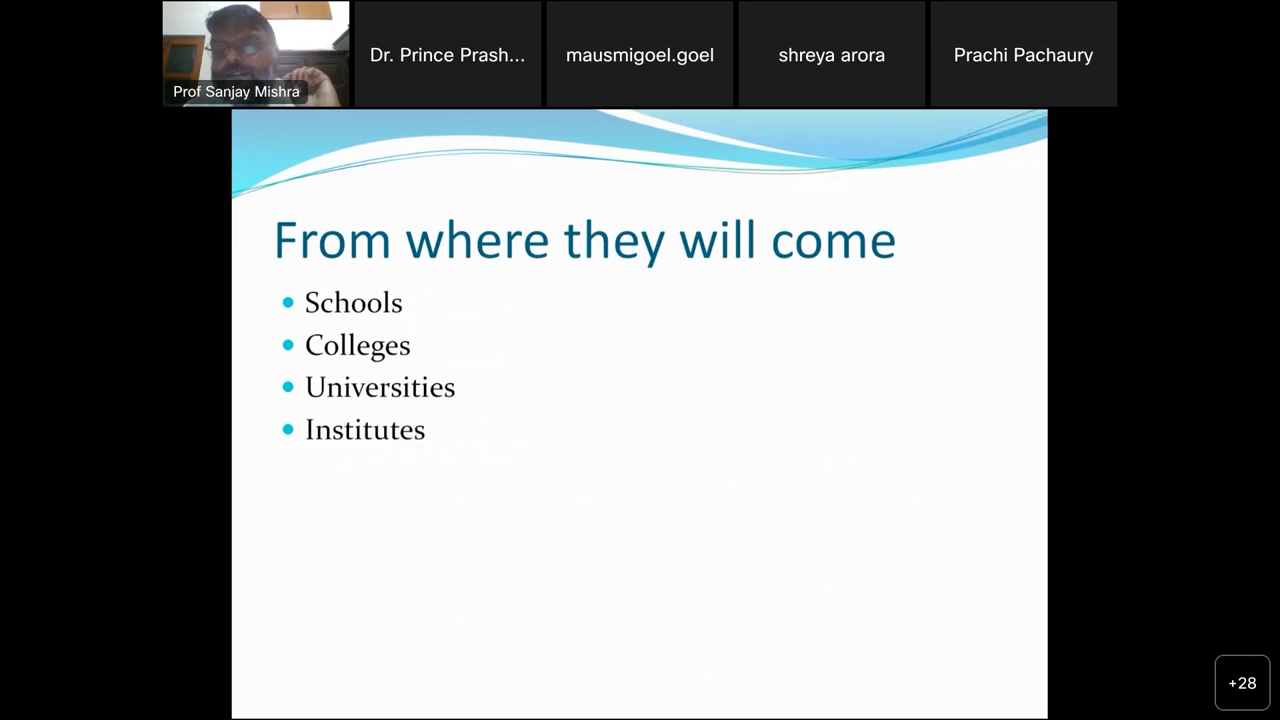 Prof Sanjay Mishra
Dr. Prince Prash...
mausmigoel.goel
shreya arora
Prachi Pachaury
From where they will come
Schools
Colleges
Universities
Institutes
+28